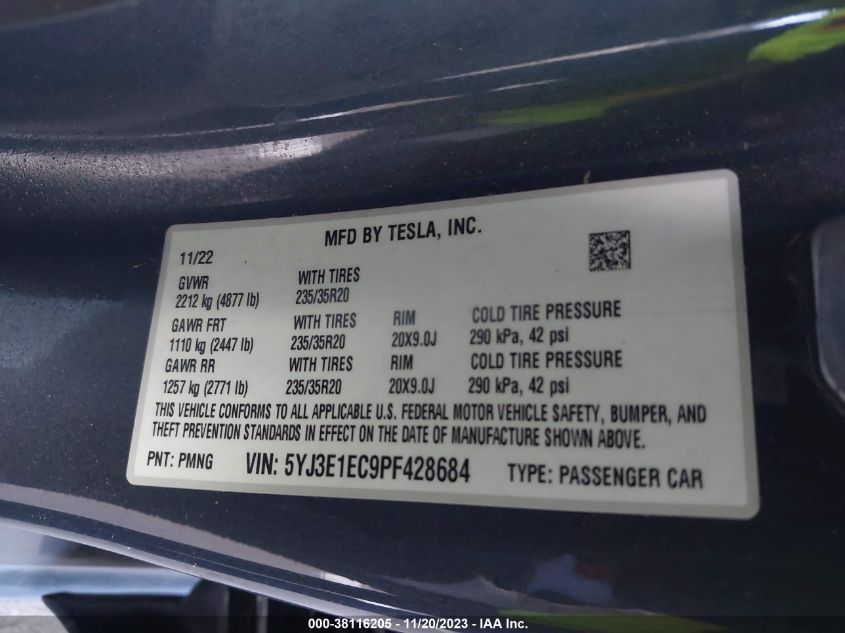 MFD BY TESLA, INC.
11/22
GVWR WITH TIRES
2212 kg (4877 lb) 235/35R20
GAWR FRT WITH TIRES RIM COLD TIRE PRESSURE
1110 kg (2447 lb) 235/35R20 20X9.0J 290 kPa, 42 psi
GAWR RR WITH TIRES RIM COLD TIRE PRESSURE
1257 kg (2771 lb) 235/35R20 20X9.0J 290 kPa, 42 psi
THIS VEHICLE CONFORMS TO ALL APPLICABLE U.S. FEDERAL MOTOR VEHICLE SAFETY, BUMPER, AND
THEFT PREVENTION STANDARDS IN EFFECT ON THE DATE OF MANUFACTURE SHOWN ABOVE.
PNT: PMNG VIN: 5YJ3E1EC9PF428684 TYPE: PASSENGER CAR
000-38116205 - 11/20/2023 - IAA Inc.